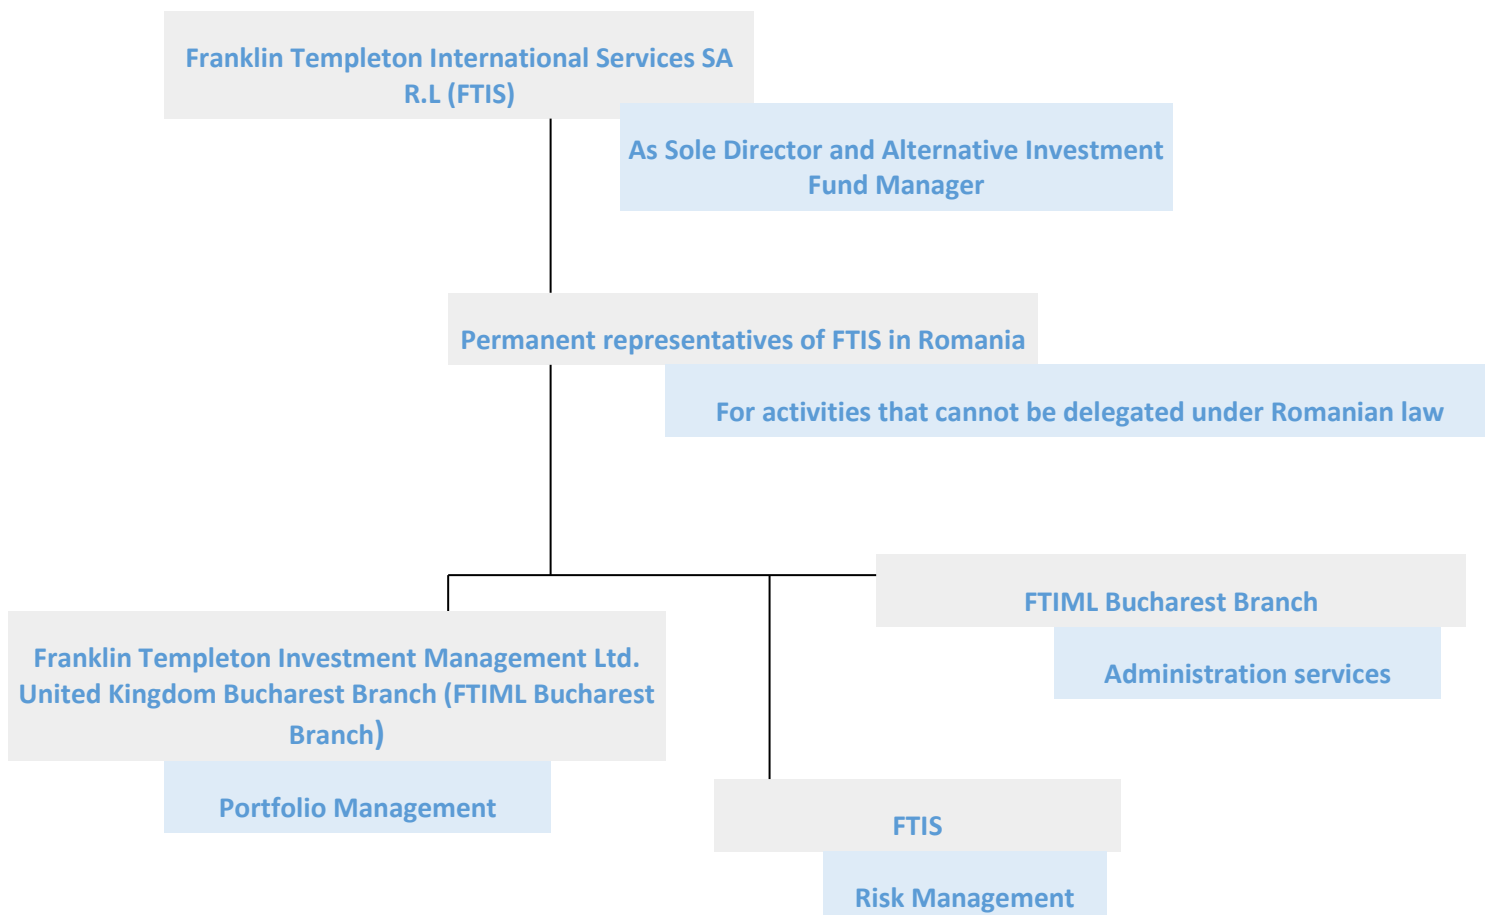 Franklin Templeton International Services SA
R.L (FTIS)
As Sole Director and Alternative Investment
Fund Manager
Permanent representatives of FTIS in Romania
For activities that cannot be delegated under Romanian law
FTIML Bucharest Branch
Administration services
Franklin Templeton Investment Management Ltd.
United Kingdom Bucharest Branch (FTIML Bucharest
Branch)
Portfolio Management
FTIS
Risk Management